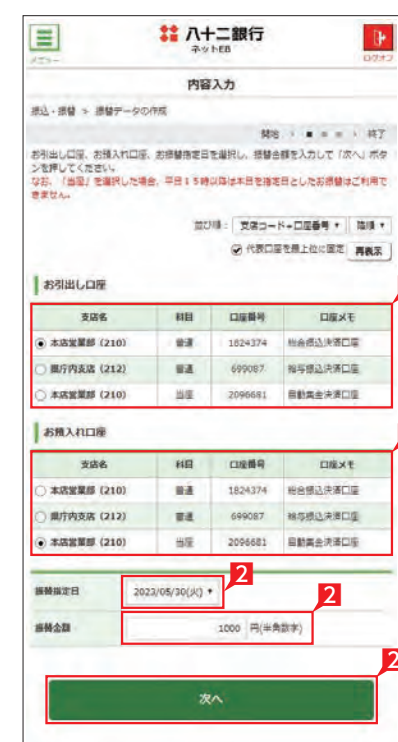 八十二銀行
ネットEB
メニュー
ログオフ
内容入力
振込・振替 > 振替データの作成
開始 > ■ ■ ■ > 終了
お引出し口座、お預入れ口座、お振替指定日を選択し、振替金額を入力して「次へ」ボタ
ンを押してください。
なお、「当座」を選択した場合、平日15時以降は本日を指定日としたお振替はご利用で
きません。
並び順: 支店コード+口座番号 ▼ 降順 ▼
代表口座を最上位に固定 再表示
お引出し口座
支店名 科目 口座番号 口座メモ
本店営業部 (210) 普通 1824374 総合振込決済口座
県庁内支店 (212) 普通 699087 給与振込決済口座
本店営業部 (210) 当座 2096681 自動集金決済口座
お預入れ口座
支店名 科目 口座番号 口座メモ
本店営業部 (210) 普通 1824374 総合振込決済口座
県庁内支店 (212) 普通 699087 給与振込決済口座
本店営業部 (210) 当座 2096681 自動集金決済口座
2
振替指定日 2023/05/30(火) ▼
2
振替金額 1000 円(半角数字)
2
次へ